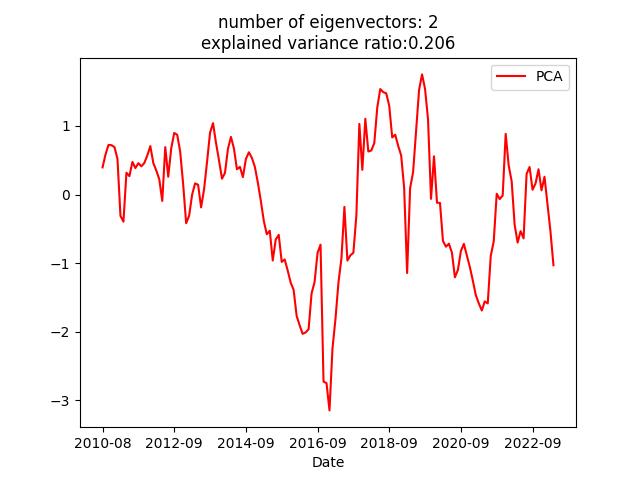 number of eigenvectors: 2
explained variance ratio:0.206
PCA
1
0
−1
−2
−3
2010-08 2012-09 2014-09 2016-09 2018-09 2020-09 2022-09
Date